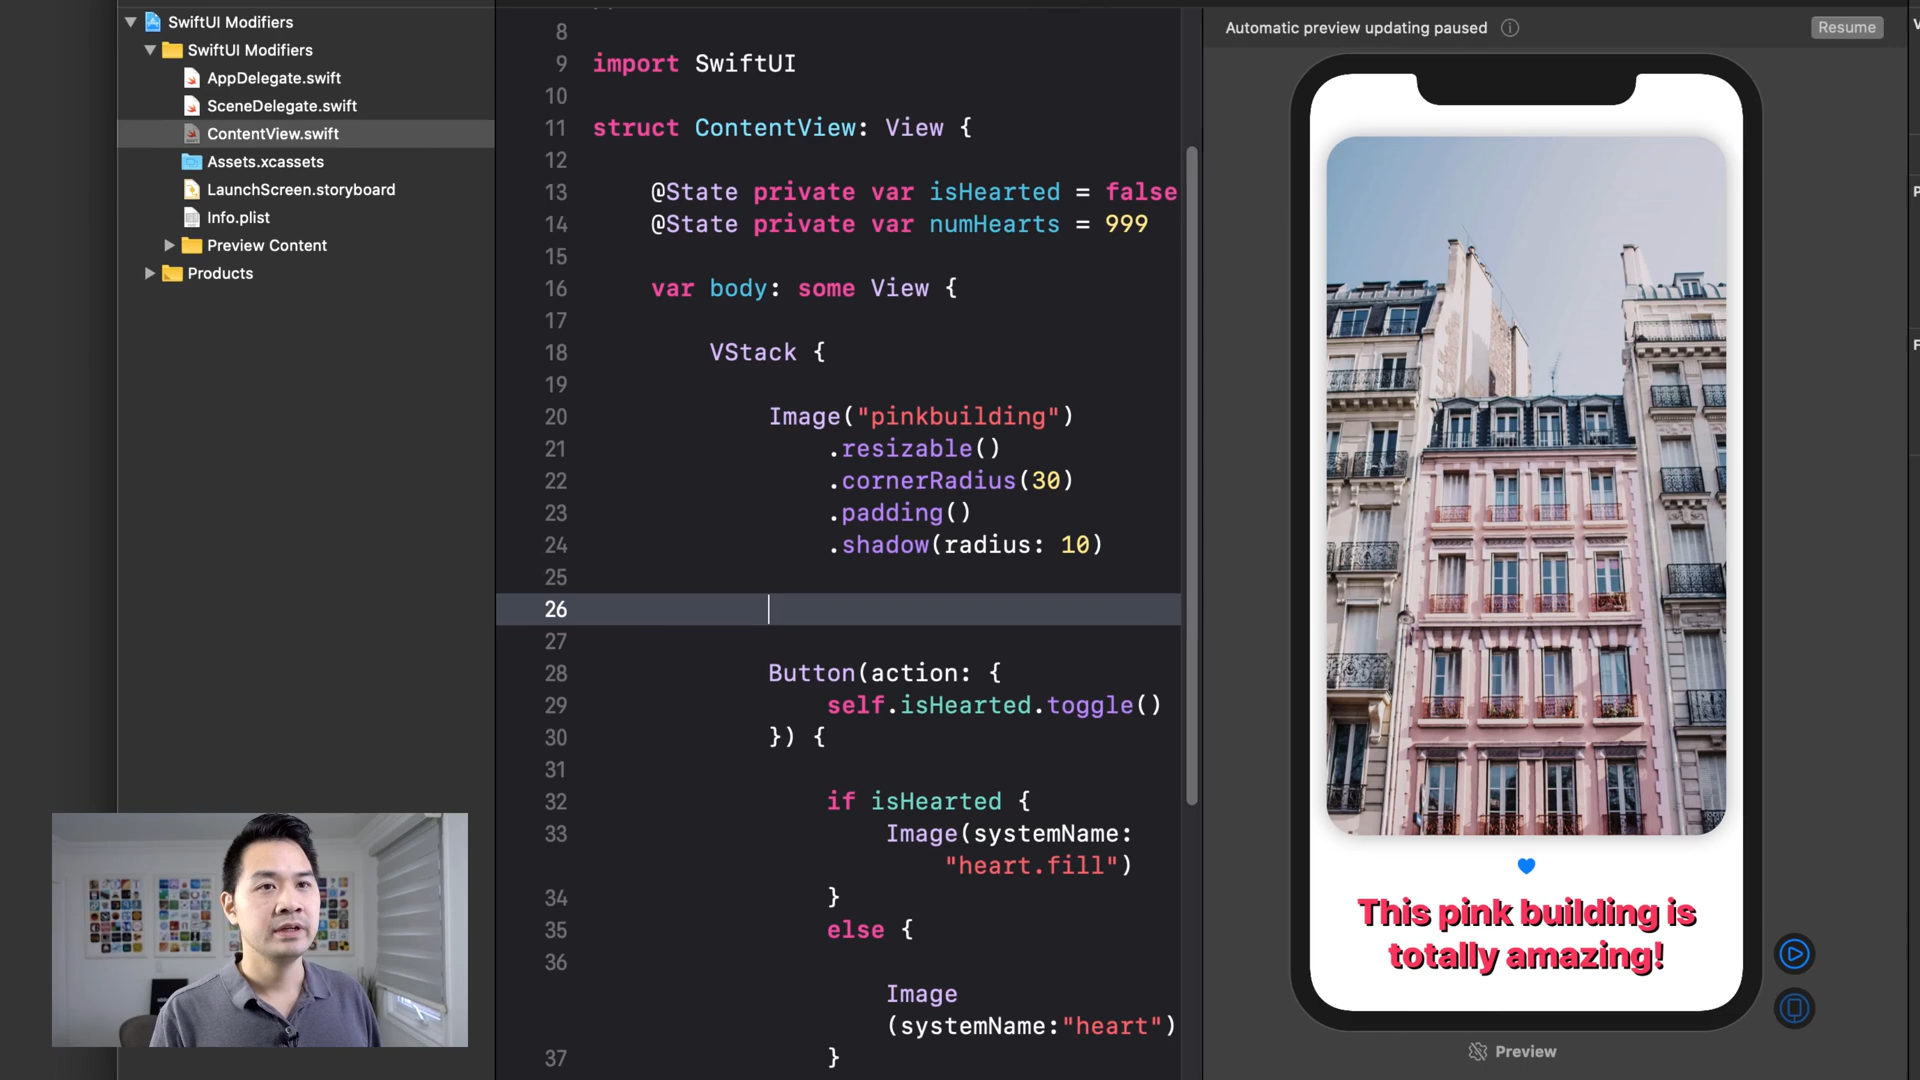 SwiftUI Modifiers
SwiftUI Modifiers
AppDelegate.swift
SceneDelegate.swift
ContentView.swift
Assets.xcassets
LaunchScreen.storyboard
Info.plist
Preview Content
Products
8
9 import SwiftUI
10
11 struct ContentView: View {
12
13 @State private var isHearted = false
14 @State private var numHearts = 999
15
16 var body: some View {
17
18 VStack {
19
20 Image("pinkbuilding")
21 .resizable()
22 .cornerRadius(30)
23 .padding()
24 .shadow(radius: 10)
25
26
27
28 Button(action: {
29 self.isHearted.toggle()
30 }) {
31
32 if isHearted {
33 Image(systemName:
"heart.fill")
34 }
35 else {
36
Image
(systemName:"heart")
37 }
Automatic preview updating paused
Resume
This pink building is
totally amazing!
Preview